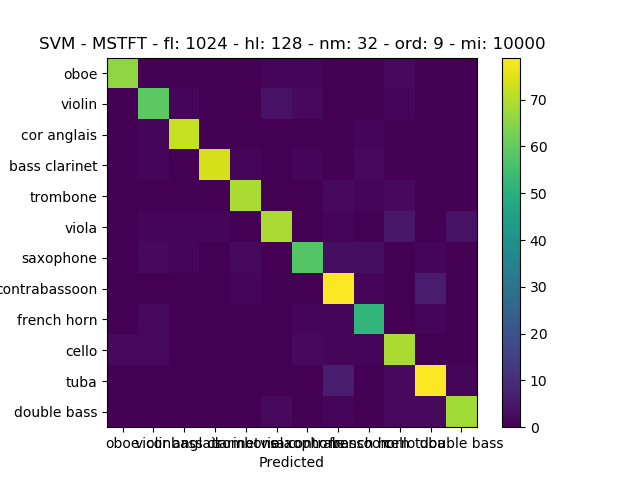 SVM - MSTFT - fl: 1024 - hl: 128 - nm: 32 - ord: 9 - mi: 10000
oboe
violin
cor anglais
bass clarinet
trombone
viola
saxophone
contrabassoon
french horn
cello
tuba
double bass
70
60
50
40
30
20
10
0
oboe
double bass
Predicted